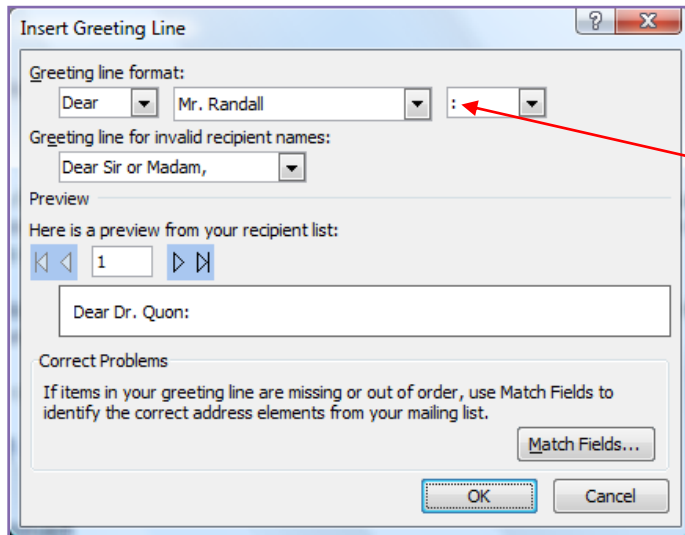 Insert Greeting Line
Greeting line format:
Dear Mr. Randall :
Greeting line for invalid recipient names:
Dear Sir or Madam,
Preview
Here is a preview from your recipient list:
1
Dear Dr. Quon:
Correct Problems
If items in your greeting line are missing or out of order, use Match Fields to
identify the correct address elements from your mailing list.
Match Fields...
OK Cancel